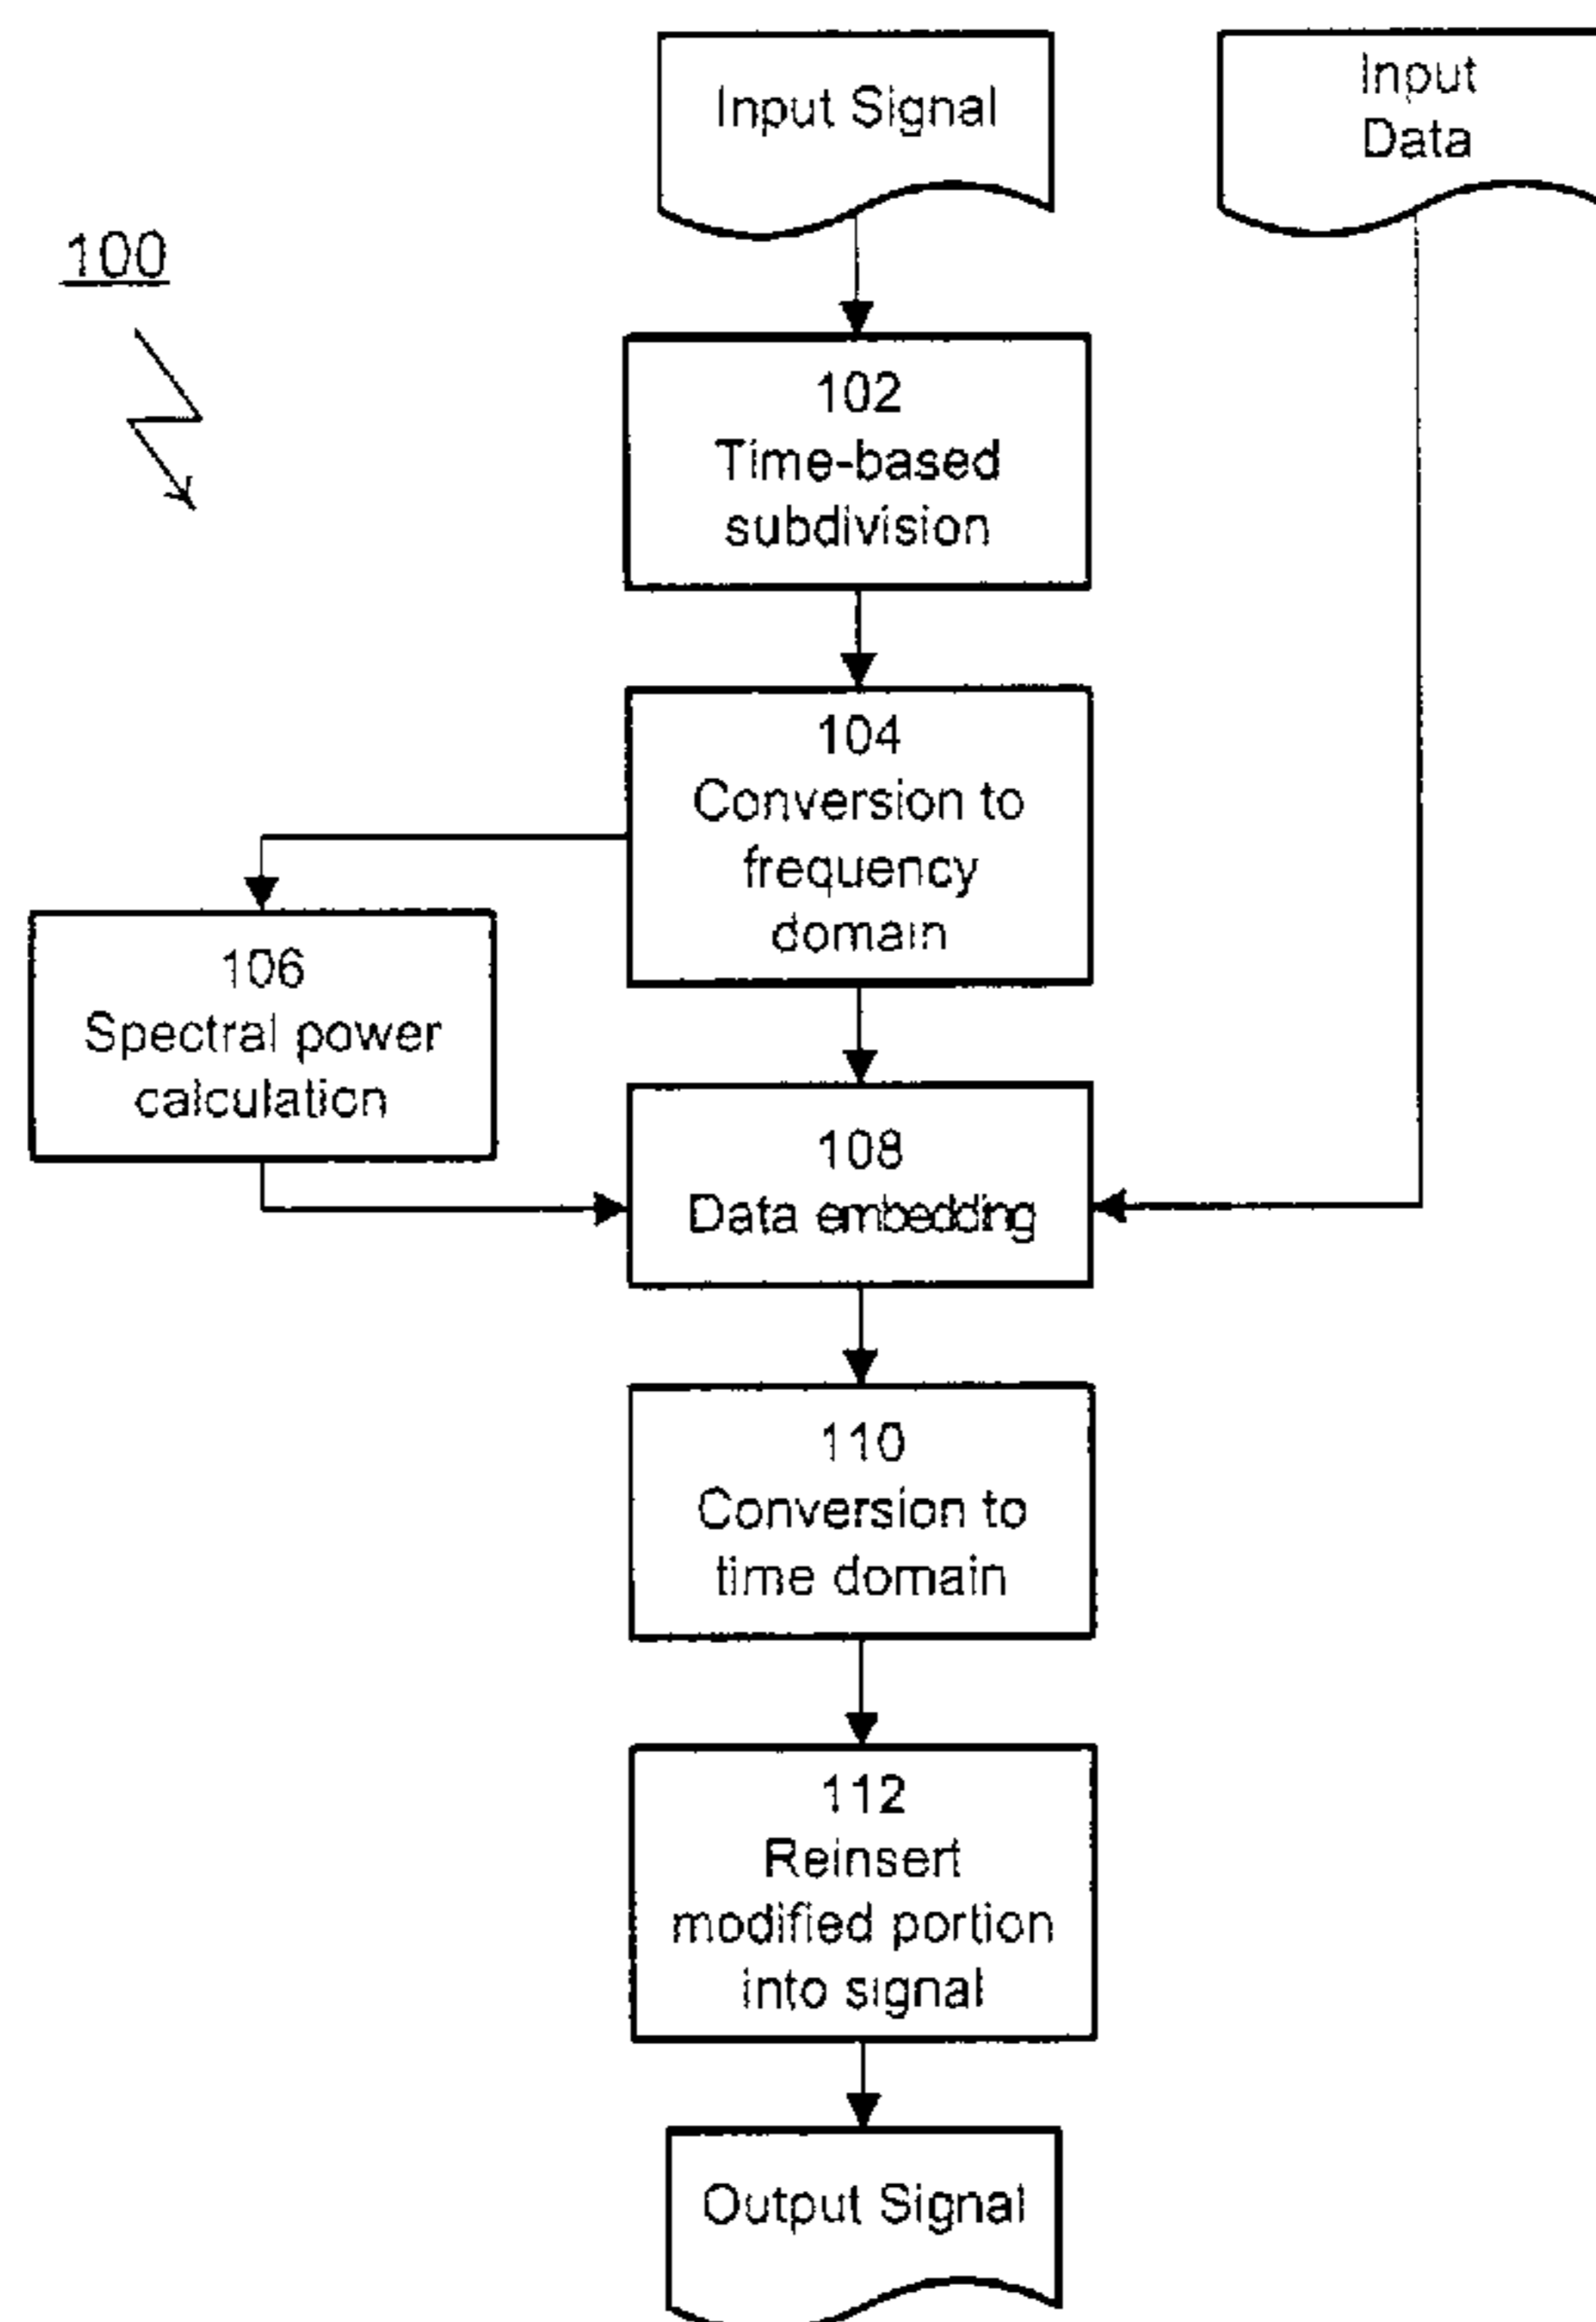 Input Signal
Input
Data
100
102
Time-based
subdivision
104
Conversion to
frequency
domain
106
Spectral power
calculation
108
Data embedding
110
Conversion to
time domain
112
Reinsert
modified portion
into signal
Output Signal